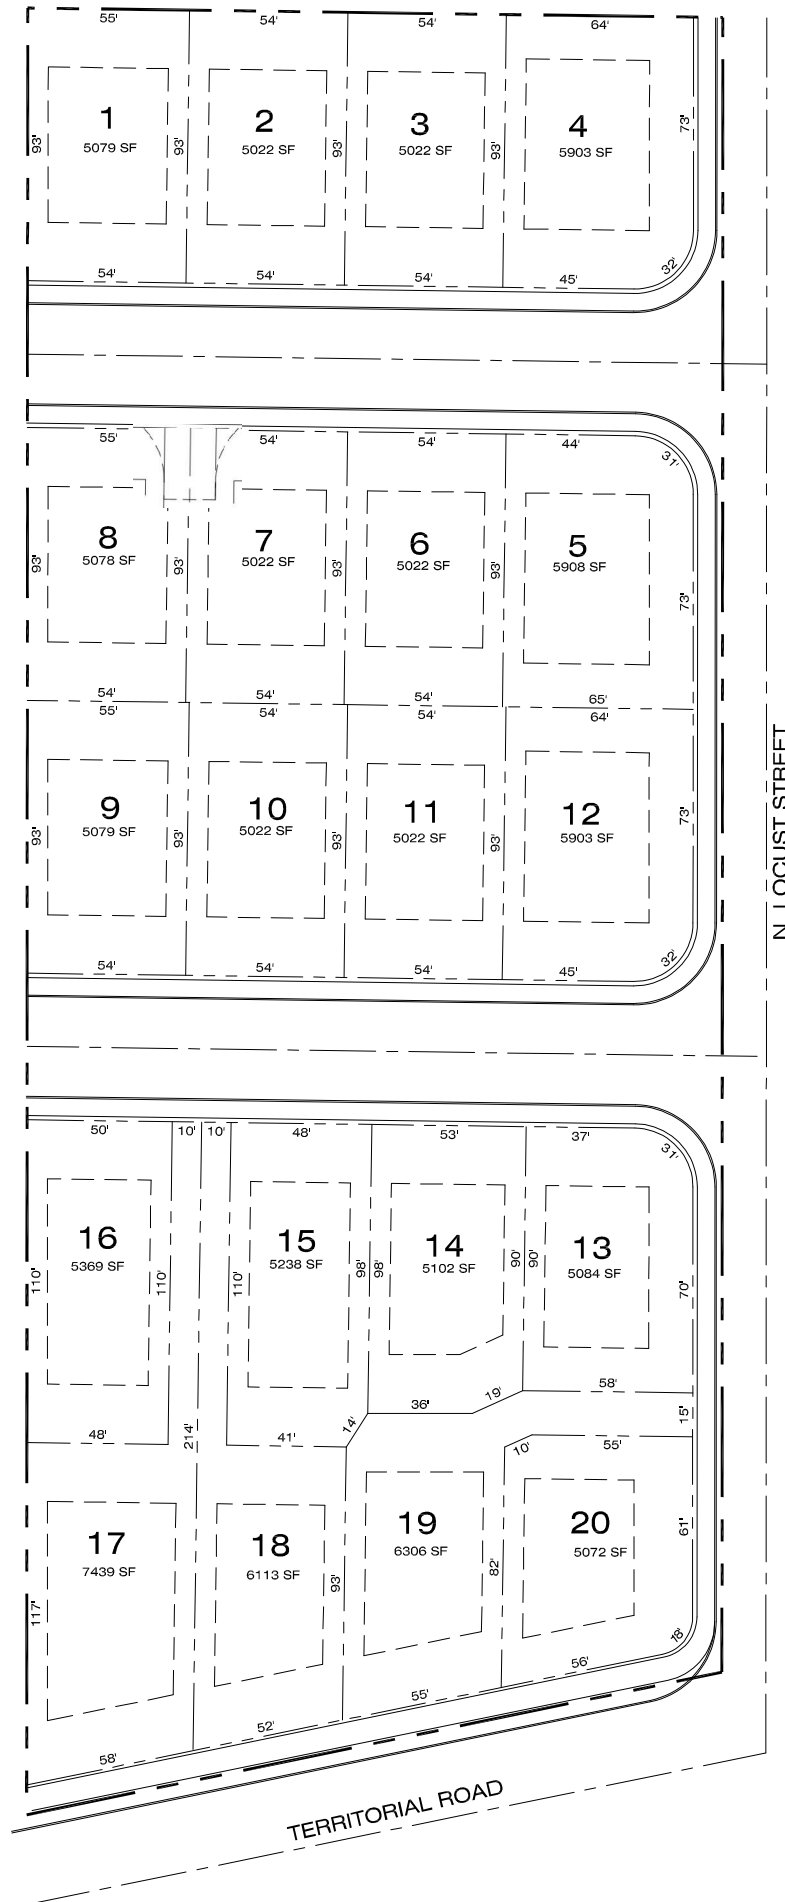 55' 54' 54' 64'
1 2 3 4
5079 SF 5022 SF 5022 SF 5903 SF
93' 93' 93' 93' 73'
54' 54' 54' 45' 32'
55' 54' 54' 44' 31'
8 7 6 5
5078 SF 5022 SF 5022 SF 5908 SF
93' 93' 93' 93' 73'
54' 54' 54' 65'
55' 54' 54' 64'
9 10 11 12
5079 SF 5022 SF 5022 SF 5903 SF
93' 93' 93' 93' 73'
54' 54' 54' 45' 32'
N. LOCUST STREET
50' 10' 10' 48' 53' 37' 31'
16 15 14 13
5369 SF 5238 SF 5102 SF 5084 SF
110' 110' 110' 98' 98' 90' 90' 70'
48' 214' 41' 14' 36' 19' 58' 15'
10' 55'
17 18 19 20
7439 SF 6113 SF 6306 SF 5072 SF
117' 93' 82' 61'
58' 52' 55' 56' 18'
TERRITORIAL ROAD